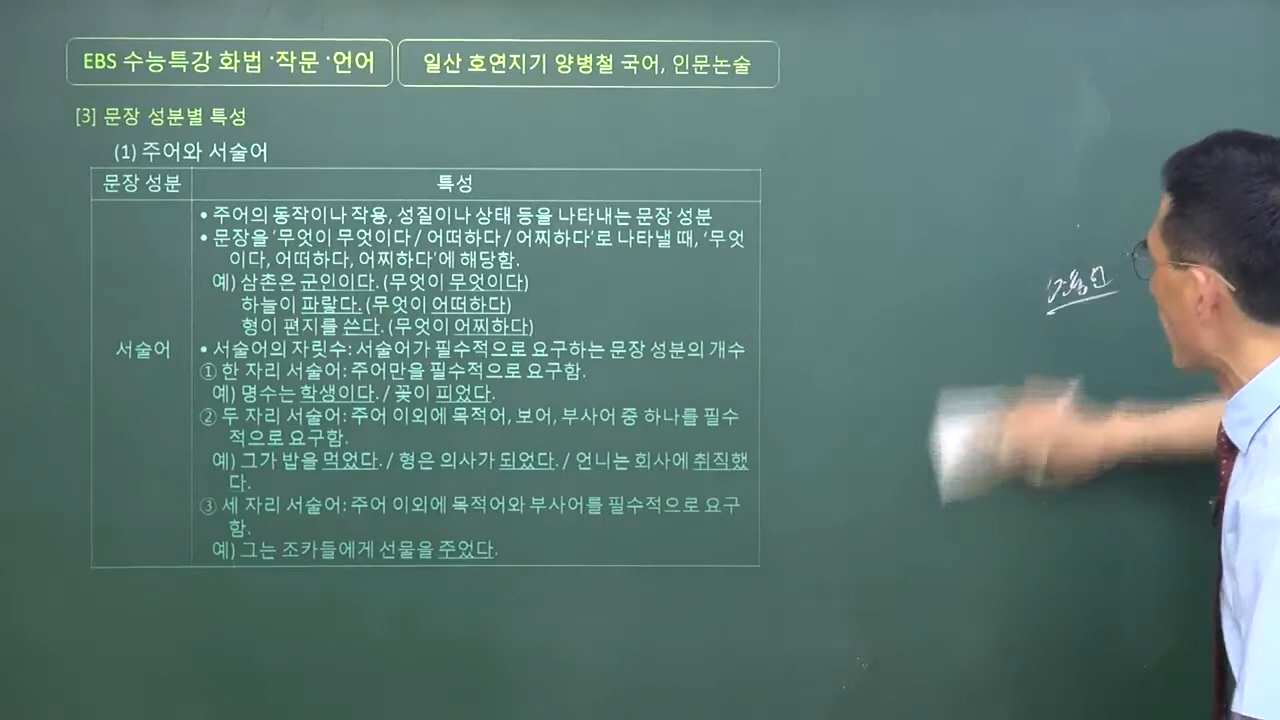 EBS 수능특강 화법·작문·언어
일산 호연지기 양병철 국어, 인문논술
[3] 문장 성분별 특성
(1) 주어와 서술어
문장 성분 특성
서술어
• 주어의 동작이나 작용, 성질이나 상태 등을 나타내는 문장 성분
• 문장을 '무엇이 무엇이다 / 어떠하다 / 어찌하다'로 나타낼 때, '무엇
이다, 어떠하다, 어찌하다'에 해당함.
예) 삼촌은 군인이다. (무엇이 무엇이다)
하늘이 파랗다. (무엇이 어떠하다)
형이 편지를 쓴다. (무엇이 어찌하다)
• 서술어의 자릿수: 서술어가 필수적으로 요구하는 문장 성분의 개수
① 한 자리 서술어: 주어만을 필수적으로 요구함.
예) 명수는 학생이다. / 꽃이 피었다.
② 두 자리 서술어: 주어 이외에 목적어, 보어, 부사어 중 하나를 필수
적으로 요구함.
예) 그가 밥을 먹었다. / 형은 의사가 되었다. / 언니는 회사에 취직했
다.
③ 세 자리 서술어: 주어 이외에 목적어와 부사어를 필수적으로 요구
함.
예) 그는 조카들에게 선물을 주었다.